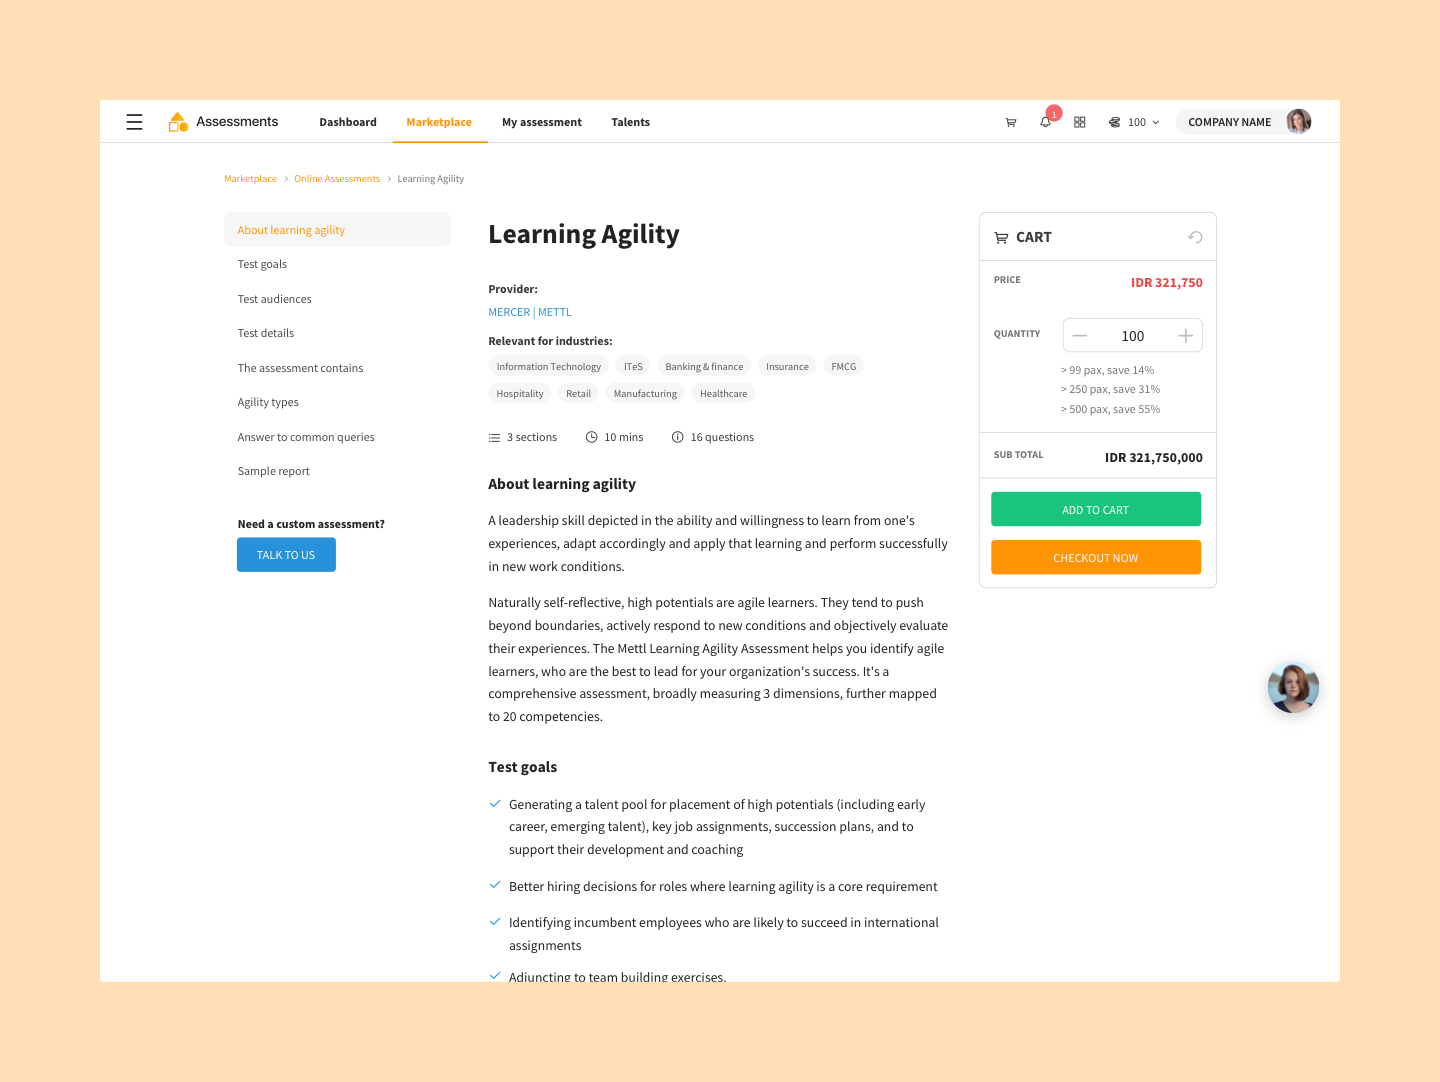 Assessments
Dashboard
Marketplace
My assessment
Talents
1
100
COMPANY NAME
Marketplace > Online Assessments > Learning Agility
About learning agility
Test goals
Test audiences
Test details
The assessment contains
Agility types
Answer to common queries
Sample report
Need a custom assessment?
TALK TO US
Learning Agility
Provider:
MERCER | METTL
Relevant for industries:
Information Technology
ITeS
Banking & finance
Insurance
FMCG
Hospitality
Retail
Manufacturing
Healthcare
3 sections
10 mins
16 questions
About learning agility
A leadership skill depicted in the ability and willingness to learn from one's
experiences, adapt accordingly and apply that learning and perform successfully
in new work conditions.
Naturally self-reflective, high potentials are agile learners. They tend to push
beyond boundaries, actively respond to new conditions and objectively evaluate
their experiences. The Mettl Learning Agility Assessment helps you identify agile
learners, who are the best to lead for your organization's success. It's a
comprehensive assessment, broadly measuring 3 dimensions, further mapped
to 20 competencies.
Test goals
Generating a talent pool for placement of high potentials (including early
career, emerging talent), key job assignments, succession plans, and to
support their development and coaching
Better hiring decisions for roles where learning agility is a core requirement
Identifying incumbent employees who are likely to succeed in international
assignments
Adjuncting to team building exercises.
CART
PRICE
IDR 321,750
QUANTITY
100
> 99 pax, save 14%
> 250 pax, save 31%
> 500 pax, save 55%
SUB TOTAL
IDR 321,750,000
ADD TO CART
CHECKOUT NOW